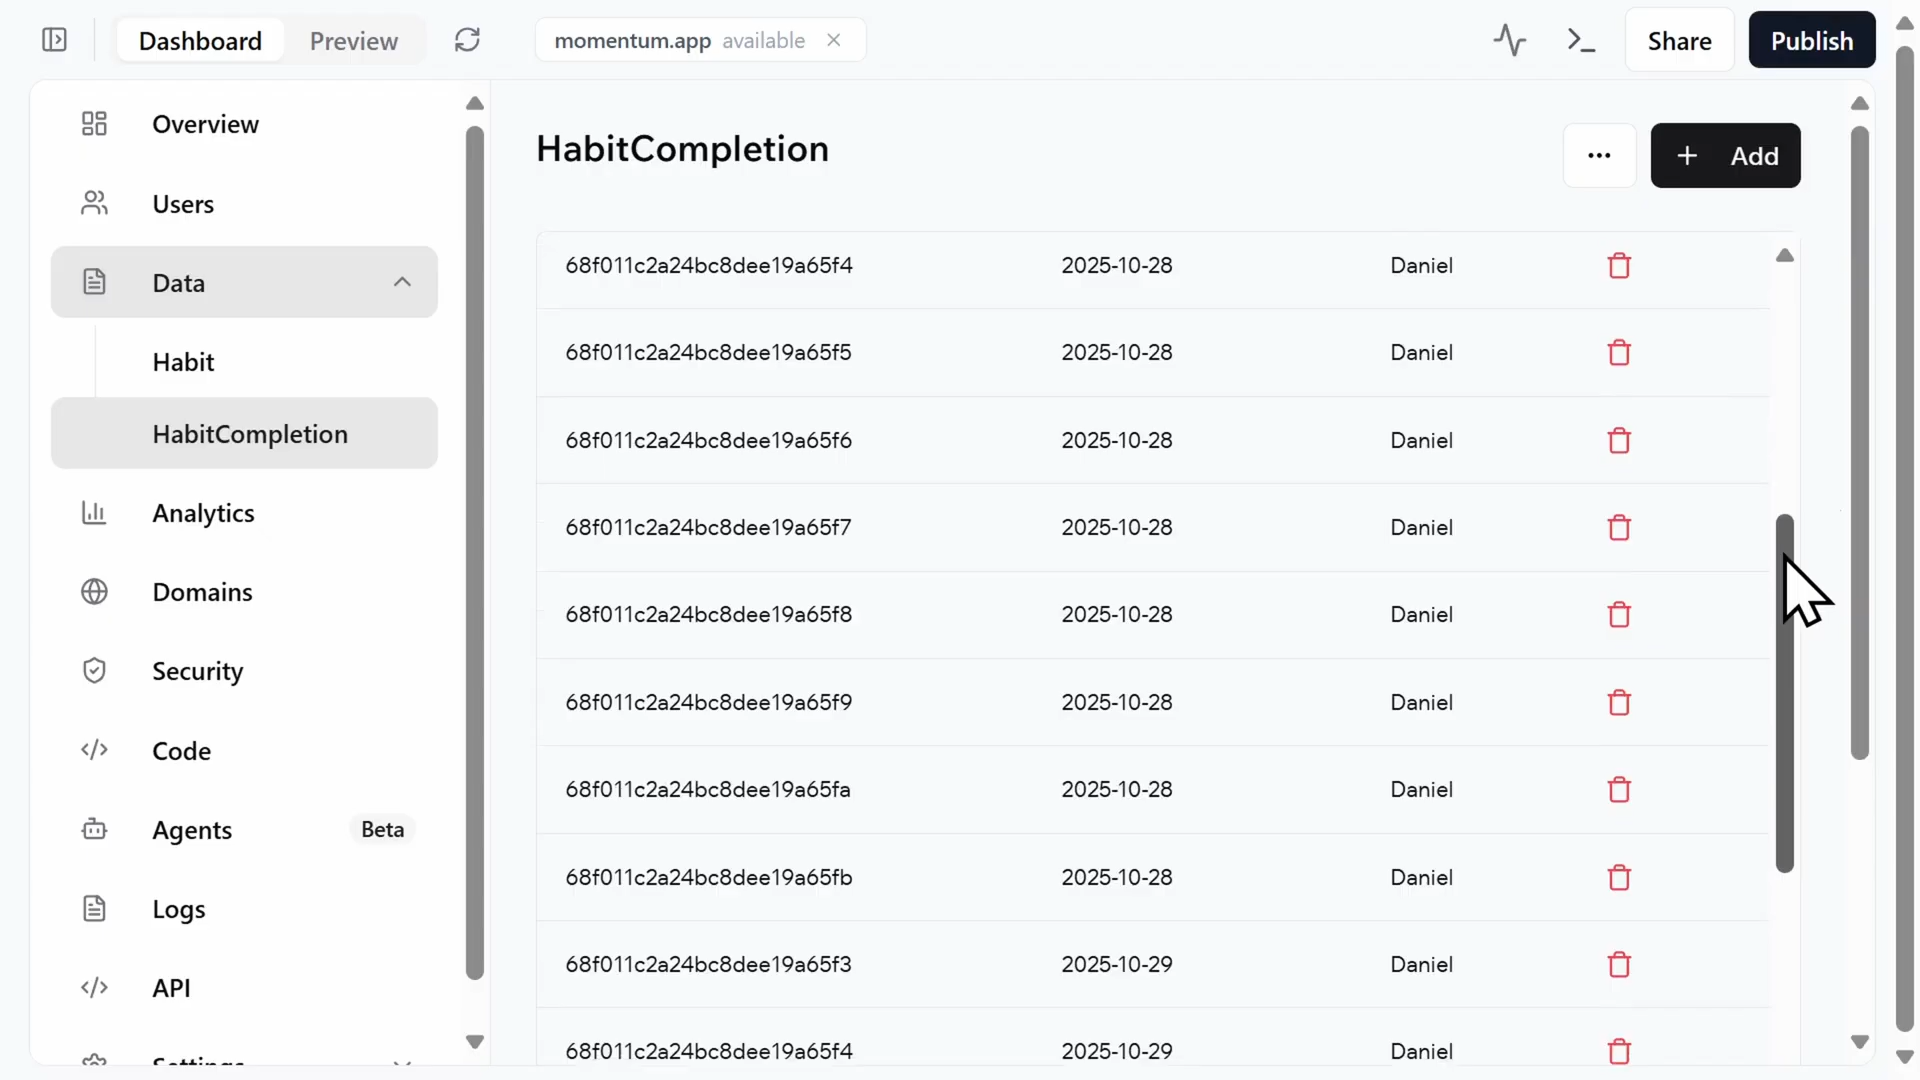 Dashboard
Preview
momentum.app available
Share
Publish
Overview
Users
Data
Habit
HabitCompletion
Analytics
Domains
Security
Code
Agents Beta
Logs
API
Settings
HabitCompletion
... + Add
68f011c2a24bc8dee19a65f4 2025-10-28 Daniel
68f011c2a24bc8dee19a65f5 2025-10-28 Daniel
68f011c2a24bc8dee19a65f6 2025-10-28 Daniel
68f011c2a24bc8dee19a65f7 2025-10-28 Daniel
68f011c2a24bc8dee19a65f8 2025-10-28 Daniel
68f011c2a24bc8dee19a65f9 2025-10-28 Daniel
68f011c2a24bc8dee19a65fa 2025-10-28 Daniel
68f011c2a24bc8dee19a65fb 2025-10-28 Daniel
68f011c2a24bc8dee19a65f3 2025-10-29 Daniel
68f011c2a24bc8dee19a65f4 2025-10-29 Daniel